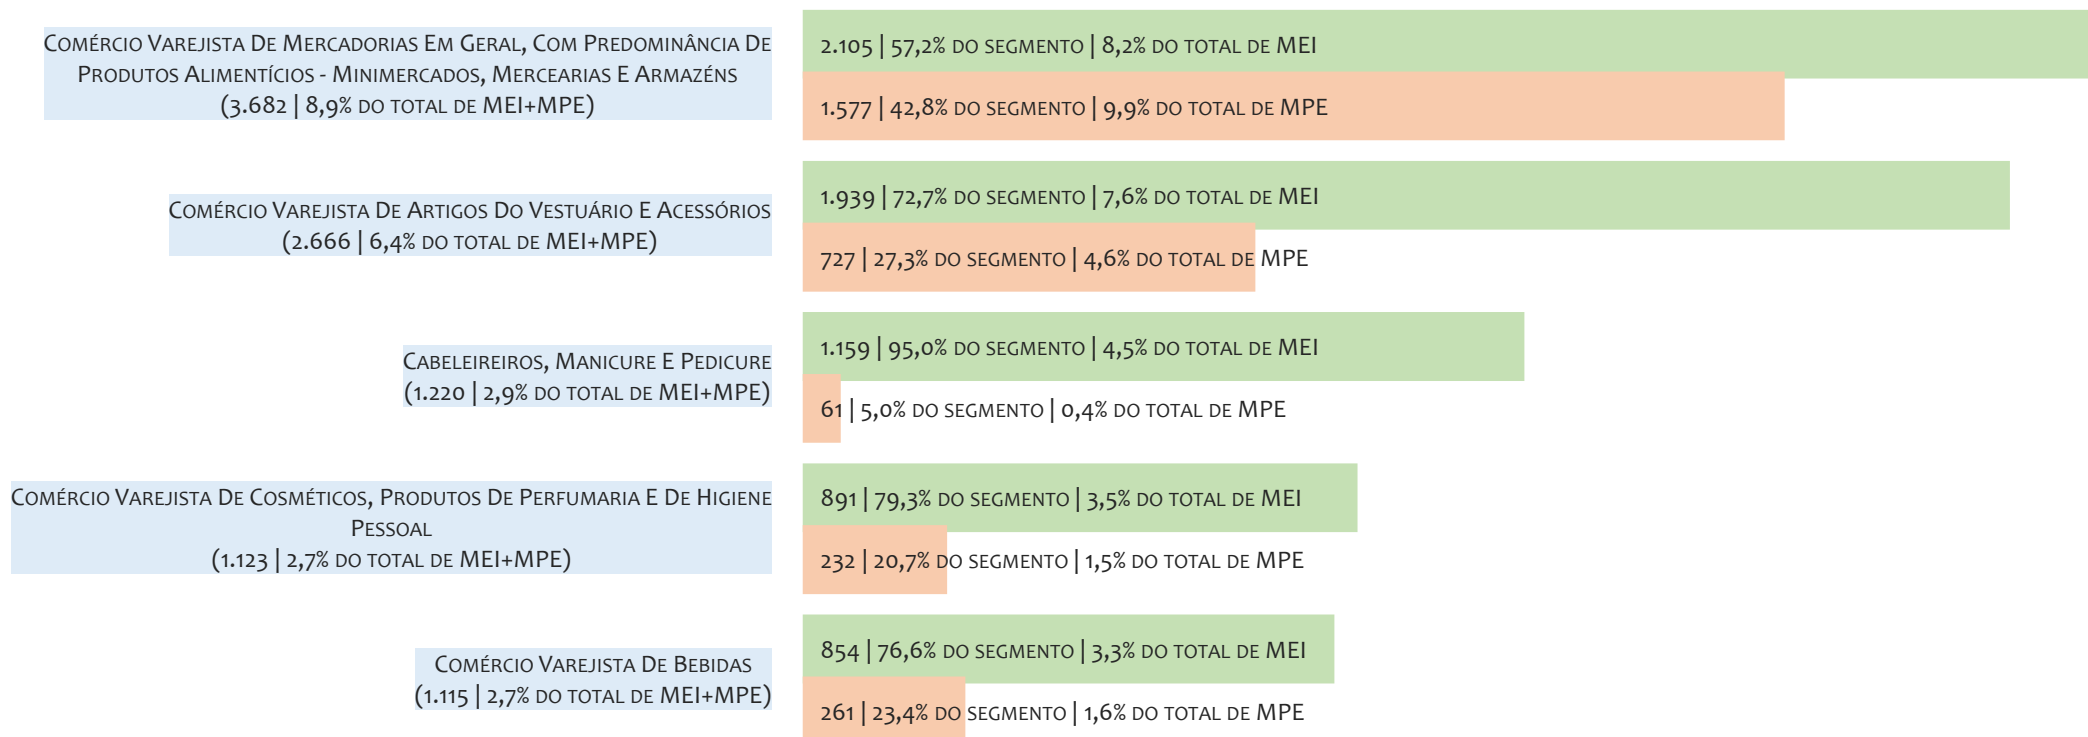 Comércio Varejista De Mercadorias Em Geral, Com Predominância De
Produtos Alimentícios - Minimercados, Mercearias E Armazéns
(3.682 | 8,9% do total de MEI+MPE)
2.105 | 57,2% do segmento | 8,2% do total de MEI
1.577 | 42,8% do segmento | 9,9% do total de MPE
Comércio Varejista De Artigos Do Vestuário E Acessórios
(2.666 | 6,4% do total de MEI+MPE)
1.939 | 72,7% do segmento | 7,6% do total de MEI
727 | 27,3% do segmento | 4,6% do total de MPE
Cabeleireiros, Manicure E Pedicure
(1.220 | 2,9% do total de MEI+MPE)
1.159 | 95,0% do segmento | 4,5% do total de MEI
61 | 5,0% do segmento | 0,4% do total de MPE
Comércio Varejista De Cosméticos, Produtos De Perfumaria E De Higiene
Pessoal
(1.123 | 2,7% do total de MEI+MPE)
891 | 79,3% do segmento | 3,5% do total de MEI
232 | 20,7% do segmento | 1,5% do total de MPE
Comércio Varejista De Bebidas
(1.115 | 2,7% do total de MEI+MPE)
854 | 76,6% do segmento | 3,3% do total de MEI
261 | 23,4% do segmento | 1,6% do total de MPE